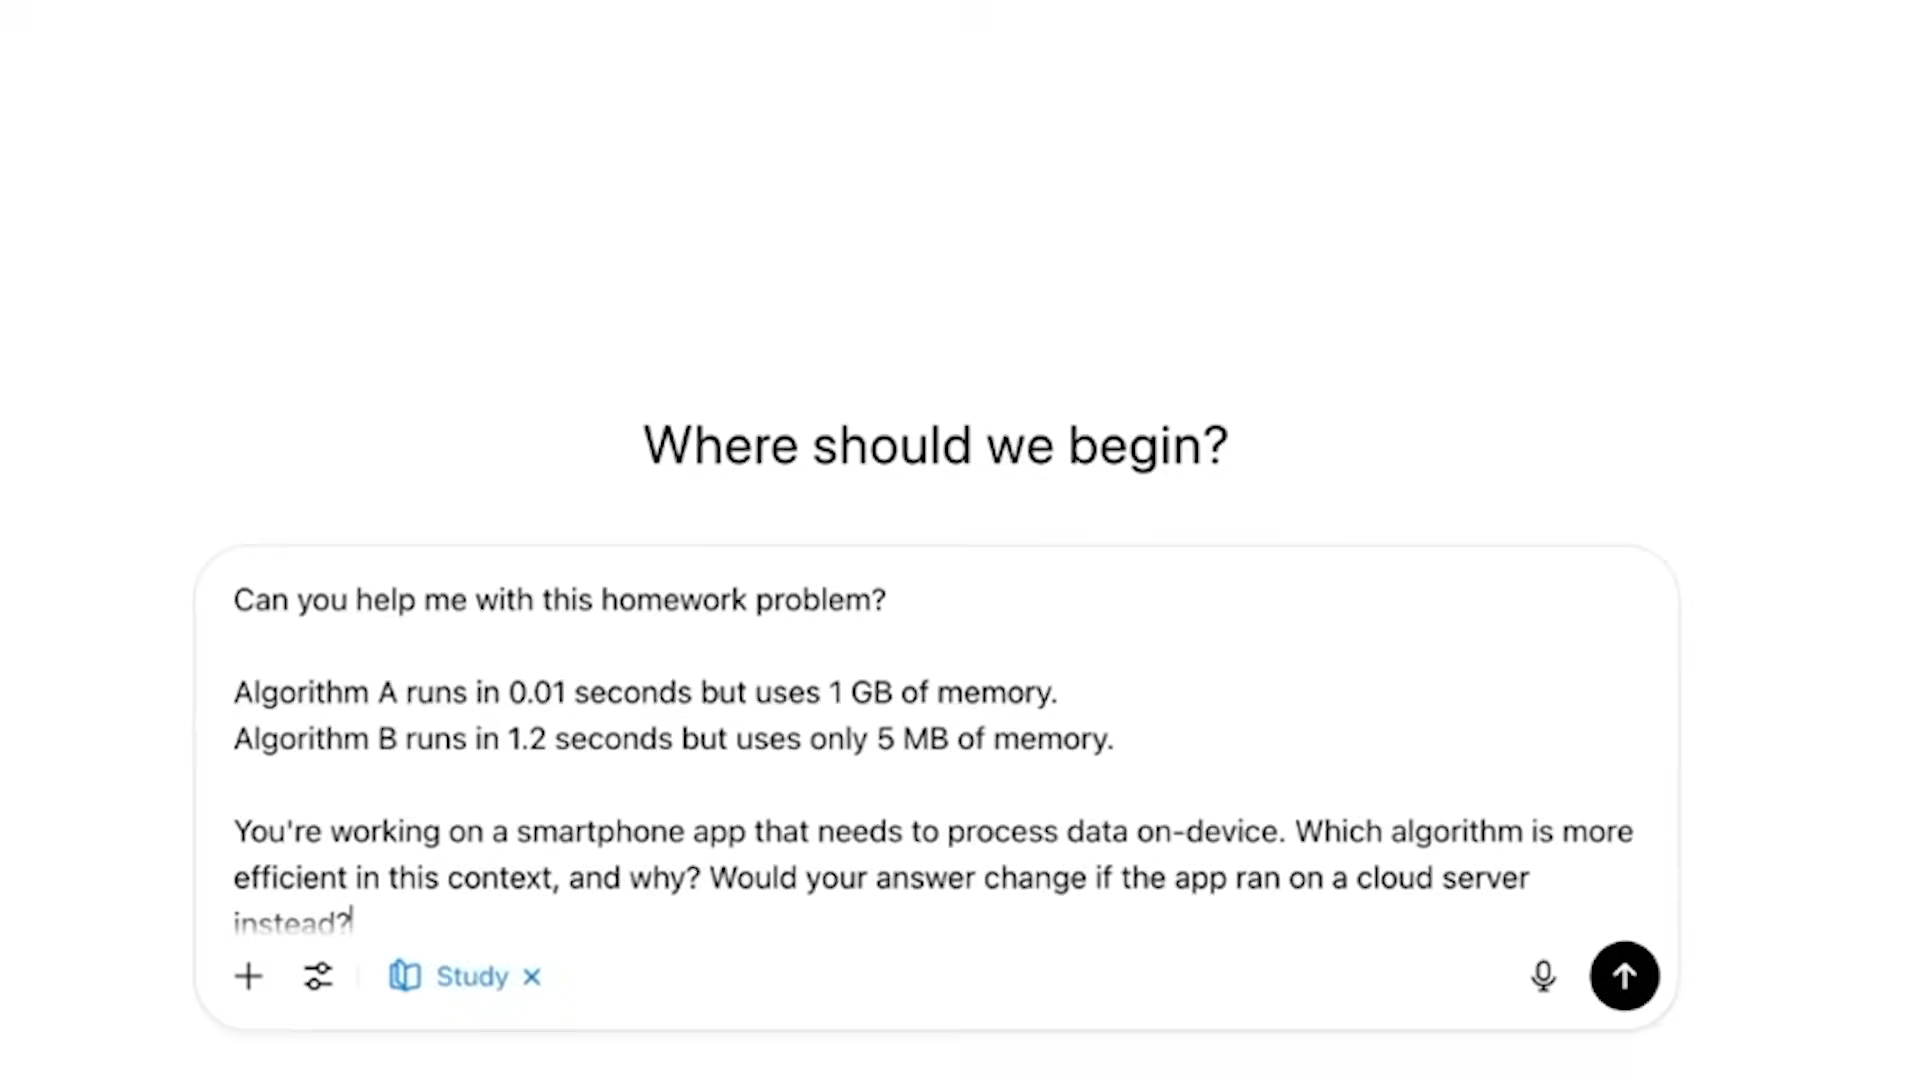 Where should we begin?
Can you help me with this homework problem?
Algorithm A runs in 0.01 seconds but uses 1 GB of memory.
Algorithm B runs in 1.2 seconds but uses only 5 MB of memory.
You're working on a smartphone app that needs to process data on-device. Which algorithm is more
efficient in this context, and why? Would your answer change if the app ran on a cloud server
instead?
Study